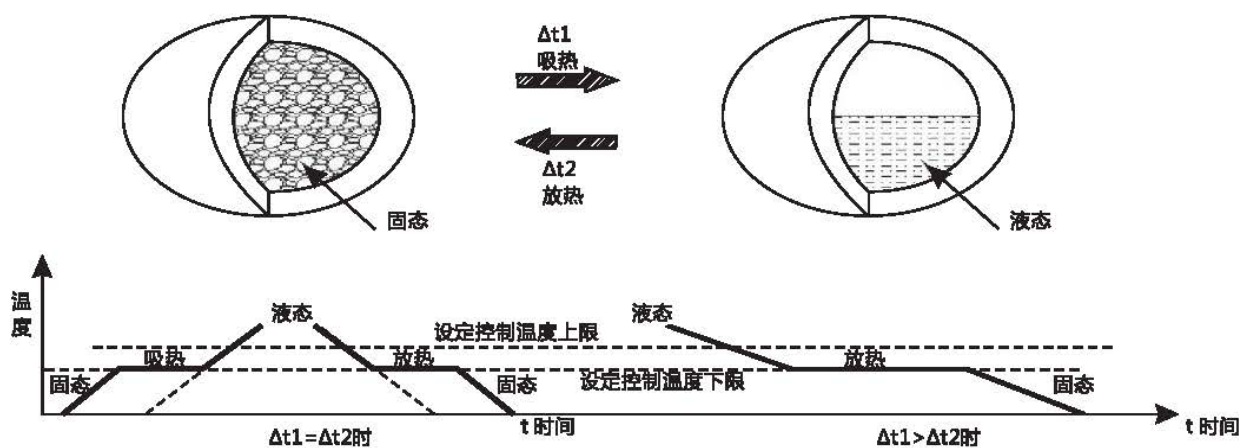 Δt1
吸热
Δt2
放热
固态
液态
温度
液态
液态
设定控制温度上限
吸热
放热
放热
固态
设定控制温度下限
固态
固态
t 时间
t 时间
Δt1=Δt2时
Δt1>Δt2时